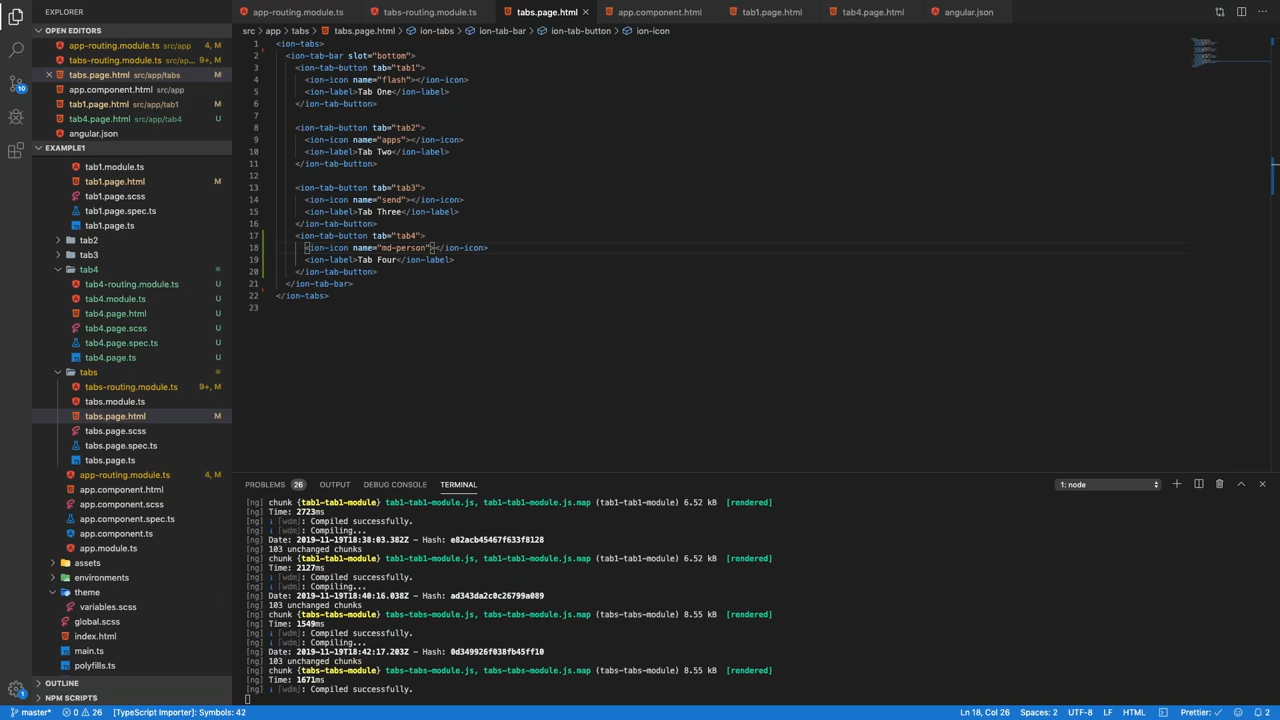 EXPLORER
app-routing.module.ts
tabs-routing.module.ts
tabs.page.html
app.component.html
tab1.page.html
tab4.page.html
angular.json
OPEN EDITORS
app-routing.module.ts src/app 4, M
tabs-routing.module.ts src/ap... 9+, M
tabs.page.html src/app/tabs M
app.component.html src/app
tab1.page.html src/app/tab1 M
tab4.page.html src/app/tab4 U
angular.json
10
EXAMPLE1
tab1.module.ts
tab1.page.html M
tab1.page.scss
tab1.page.spec.ts
tab1.page.ts
tab2
tab3
tab4
tab4-routing.module.ts U
tab4.module.ts U
tab4.page.html U
tab4.page.scss U
tab4.page.spec.ts U
tab4.page.ts U
tabs
tabs-routing.module.ts 9+, M
tabs.module.ts
tabs.page.html M
tabs.page.scss
tabs.page.spec.ts
tabs.page.ts
app-routing.module.ts 4, M
app.component.html
app.component.scss
app.component.spec.ts
app.component.ts
app.module.ts
assets
environments
theme
variables.scss
global.scss
index.html
main.ts
polyfills.ts
OUTLINE
NPM SCRIPTS
1
src > app > tabs > tabs.page.html > ion-tabs > ion-tab-bar > ion-tab-button > ion-icon
1 <ion-tabs>
2 <ion-tab-bar slot="bottom">
3 <ion-tab-button tab="tab1">
4 <ion-icon name="flash"></ion-icon>
5 <ion-label>Tab One</ion-label>
6 </ion-tab-button>
7
8 <ion-tab-button tab="tab2">
9 <ion-icon name="apps"></ion-icon>
10 <ion-label>Tab Two</ion-label>
11 </ion-tab-button>
12
13 <ion-tab-button tab="tab3">
14 <ion-icon name="send"></ion-icon>
15 <ion-label>Tab Three</ion-label>
16 </ion-tab-button>
17 <ion-tab-button tab="tab4">
18 <ion-icon name="md-person"></ion-icon>
19 <ion-label>Tab Four</ion-label>
20 </ion-tab-button>
21 </ion-tab-bar>
22 </ion-tabs>
23
PROBLEMS 26 OUTPUT DEBUG CONSOLE TERMINAL 1: node
[ng] chunk {tab1-tab1-module} tab1-tab1-module.js, tab1-tab1-module.js.map (tab1-tab1-module) 6.52 kB [rendered]
[ng] Time: 2723ms
[ng] ℹ ｢wdm｣: Compiled successfully.
[ng] ℹ ｢wdm｣: Compiling...
[ng] Date: 2019-11-19T18:38:03.382Z - Hash: e82acb45467f633f8128
[ng] 103 unchanged chunks
[ng] chunk {tab1-tab1-module} tab1-tab1-module.js, tab1-tab1-module.js.map (tab1-tab1-module) 6.52 kB [rendered]
[ng] Time: 2127ms
[ng] ℹ ｢wdm｣: Compiled successfully.
[ng] ℹ ｢wdm｣: Compiling...
[ng] Date: 2019-11-19T18:40:16.038Z - Hash: ad343da2c0c26799a089
[ng] 103 unchanged chunks
[ng] chunk {tabs-tabs-module} tabs-tabs-module.js, tabs-tabs-module.js.map (tabs-tabs-module) 8.55 kB [rendered]
[ng] Time: 1549ms
[ng] ℹ ｢wdm｣: Compiled successfully.
[ng] ℹ ｢wdm｣: Compiling...
[ng] Date: 2019-11-19T18:42:17.203Z - Hash: 0d349926f038fb45ff10
[ng] 103 unchanged chunks
[ng] chunk {tabs-tabs-module} tabs-tabs-module.js, tabs-tabs-module.js.map (tabs-tabs-module) 8.55 kB [rendered]
[ng] Time: 1671ms
[ng] ℹ ｢wdm｣: Compiled successfully.
master* 0 26 [TypeScript Importer]: Symbols: 42 Ln 18, Col 26 Spaces: 2 UTF-8 LF HTML Prettier: ✓ 2